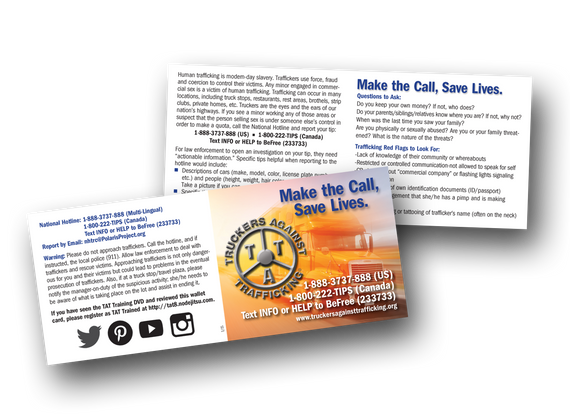 Human trafficking is modern-day slavery. Traffickers use force, fraud
and coercion to control their victims. Any minor engaged in commer-
cial sex is a victim of human trafficking. Trafficking can occur in many
locations, including truck stops, restaurants, rest areas, brothels, strip
clubs, private homes, etc. Truckers are the eyes and the ears of our
nation's highways. If you see a minor working any of those areas or
suspect that the person selling sex is under someone else's control in
order to make a quota, call the National Hotline and report your tip:
1-888-3737-888 (US) • 1-800-222-TIPS (Canada)
Text INFO or HELP to BeFree (233733)
For law enforcement to open an investigation on your tip, they need
"actionable information." Specific tips helpful when reporting to the
hotline would include:
Descriptions of cars (make, model, color, license plate
etc.) and people (height, weight, hair
Take a picture if you
Make the Call, Save Lives.
Questions to Ask:
Do you keep your own money? If not, who does?
Do your parents/siblings/relatives know where you are? If not, why not?
When was the last time you saw your family?
Are you physically or sexually abused? Are you or your family threat-
ened? What is the nature of the threats?
Trafficking Red Flags to Look For:
-Lack of knowledge of their community or whereabouts
-Restricted or controlled communication not allowed to speak for self
out "commercial company" or flashing lights signaling
of own identification documents (ID/passport)
agement that she/he has a pimp and is making
or tattooing of trafficker's name (often on the neck)
National Hotline: 1-888-3737-888 (Multi-Lingual)
1-800-222-TIPS (Canada)
Text INFO or HELP to BeFree (233733)
Report by Email: nhtrc@PolarisProject.org
Warning: Please do not approach traffickers. Call the hotline, and if
instructed, the local police (911). Allow law enforcement to deal with
traffickers and rescue victims. Approaching traffickers is not only danger-
ous for you and their victims but could lead to problems in the eventual
prosecution of traffickers. Also, if at a truck stop/travel plaza, please
notify the manager-on-duty of the suspicious activity; she/he needs to
be aware of what is taking place on the lot and assist in ending it.
If you have seen the TAT Training DVD and reviewed this wallet
card, please register as TAT Trained at http://tat8.nodejitsu.com.
Make the Call,
Save Lives.
TRUCKERS AGAINST
T A T
TRAFFICKING
1-888-3737-888 (US)
1-800-222-TIPS (Canada)
Text INFO or HELP to BeFree (233733)
www.truckersagainsttrafficking.org